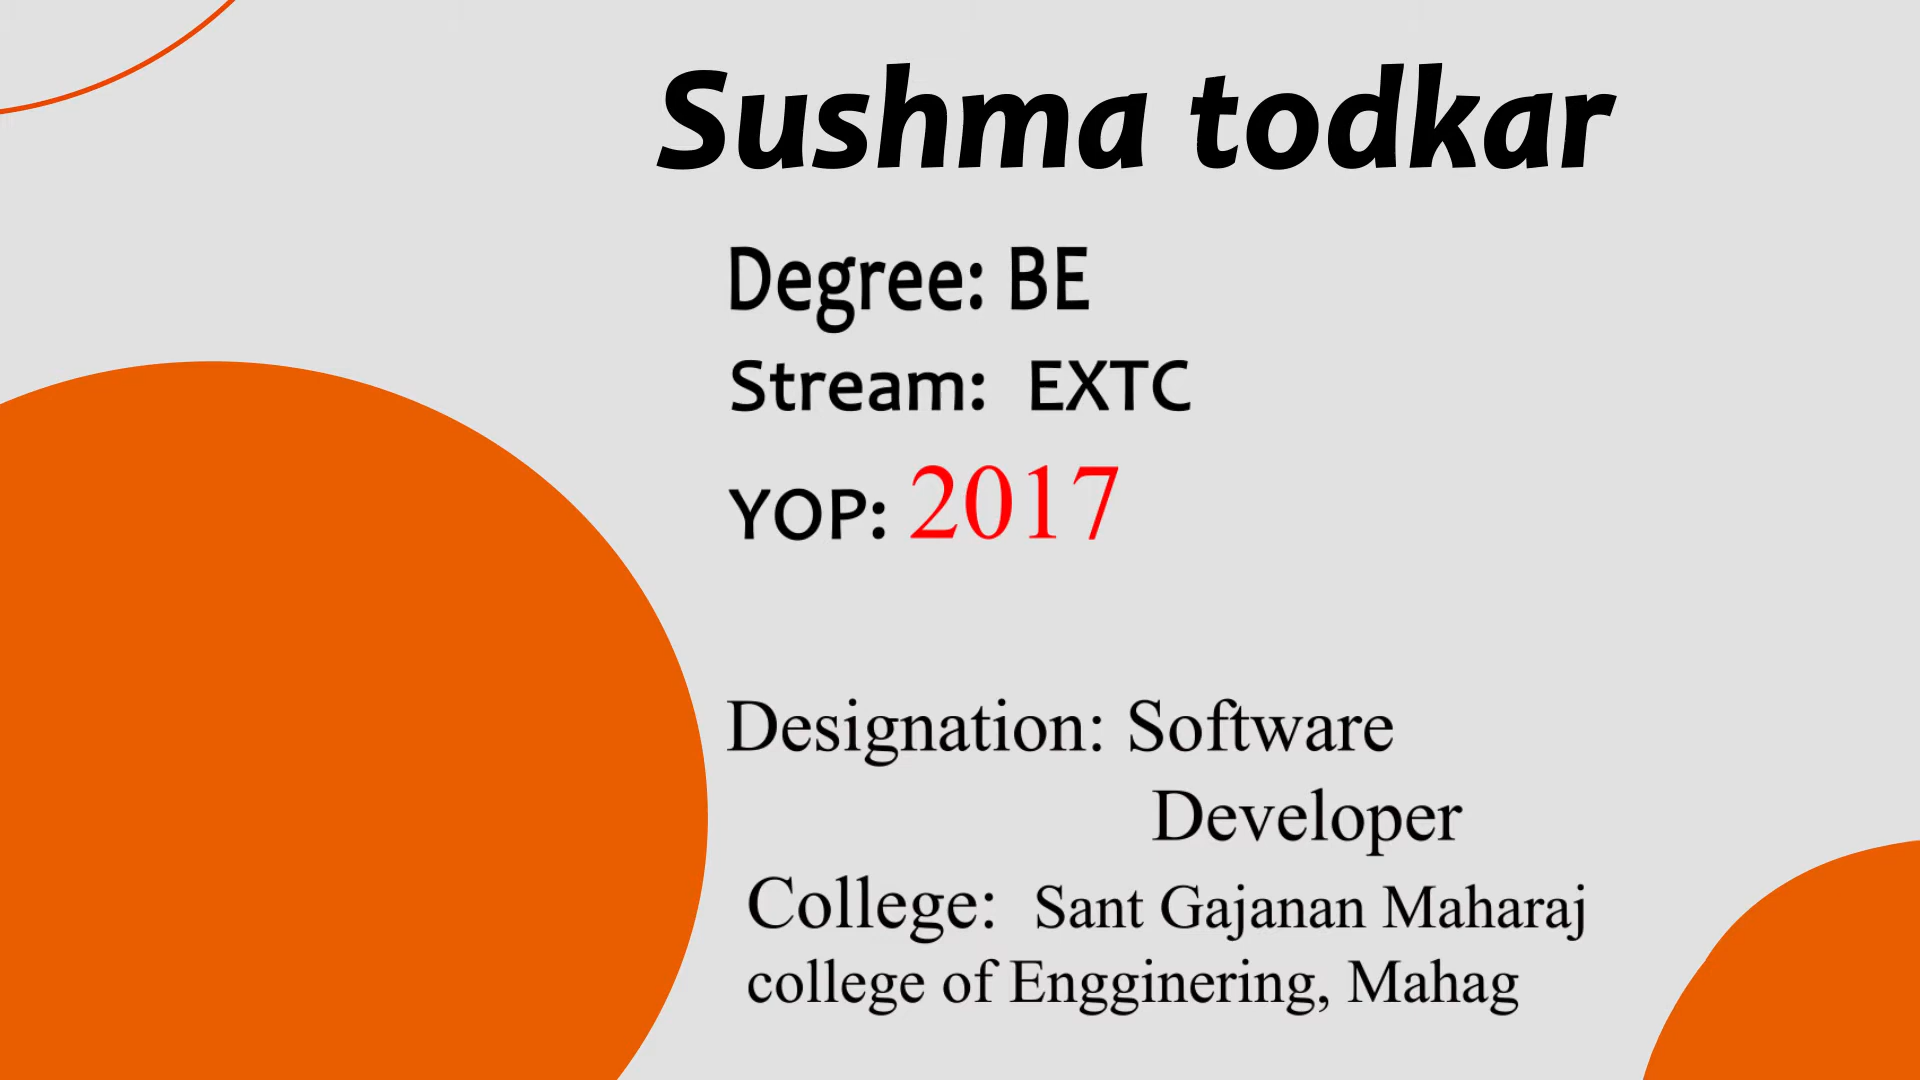 Sushma todkar
Degree: BE
Stream: EXTC
YOP: 2017
Designation: Software
Developer
College: Sant Gajanan Maharaj
college of Engginering, Mahag